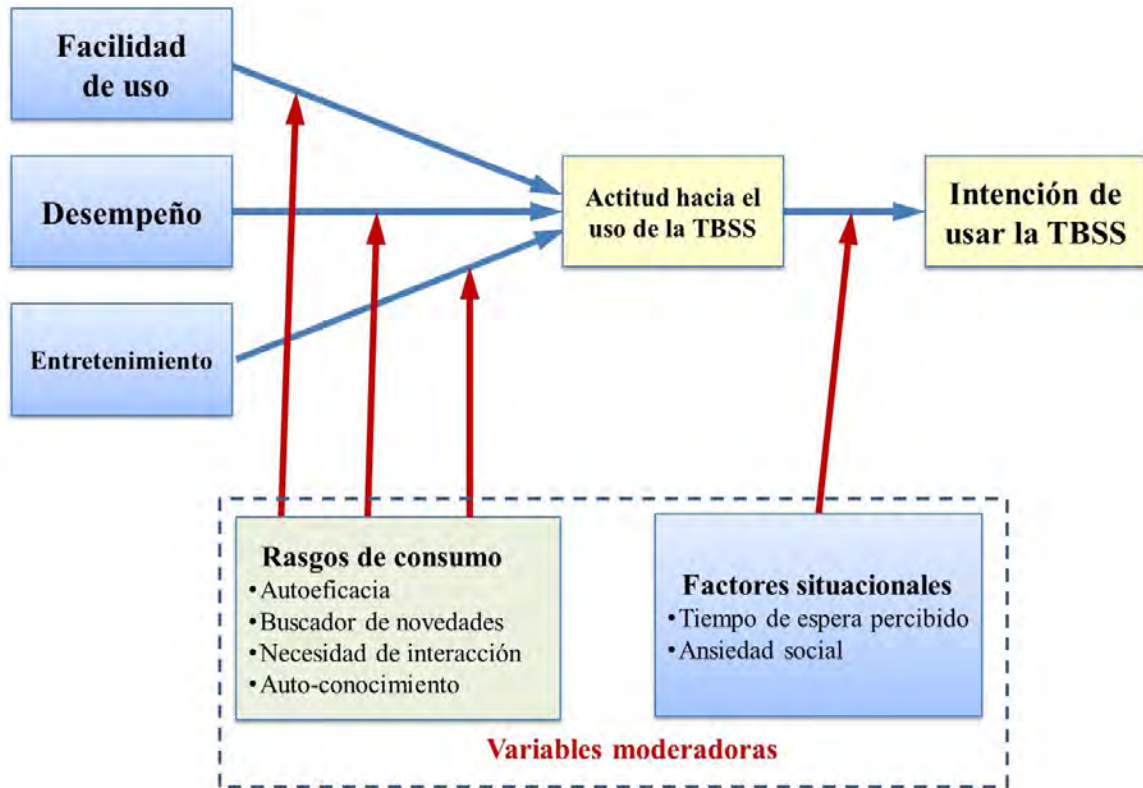 Facilidad
de uso
Desempeño
Entretenimiento
Actitud hacia el
uso de la TBSS
Intención de
usar la TBSS
Rasgos de consumo
•Autoeficacia
•Buscador de novedades
•Necesidad de interacción
•Auto-conocimiento
Factores situacionales
•Tiempo de espera percibido
•Ansiedad social
Variables moderadoras